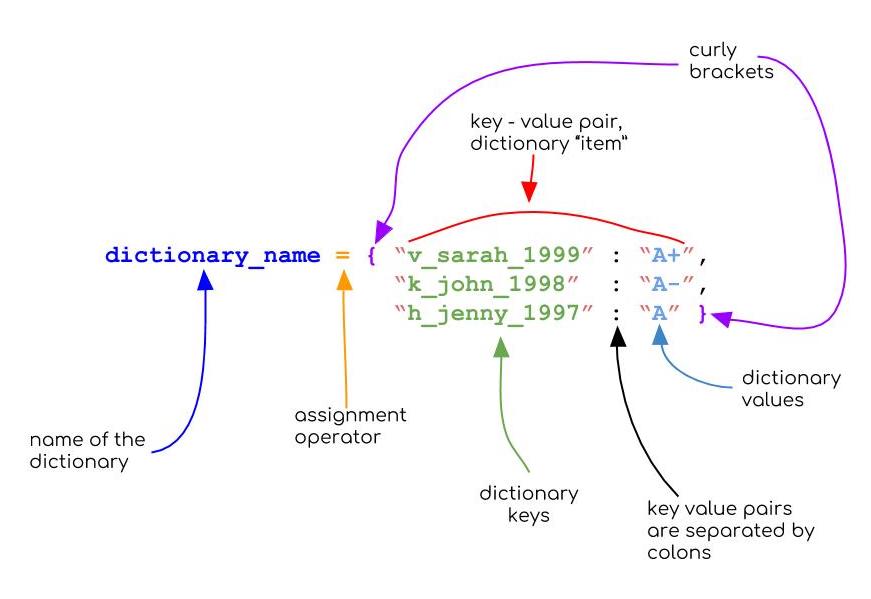 curly
brackets
key - value pair,
dictionary “item”
dictionary_name = { “v_sarah_1999” : “A+”,
“k_john_1998” : “A-”,
“h_jenny_1997” : “A” }
dictionary
values
assignment
operator
name of the
dictionary
dictionary
keys
key value pairs
are separated by
colons